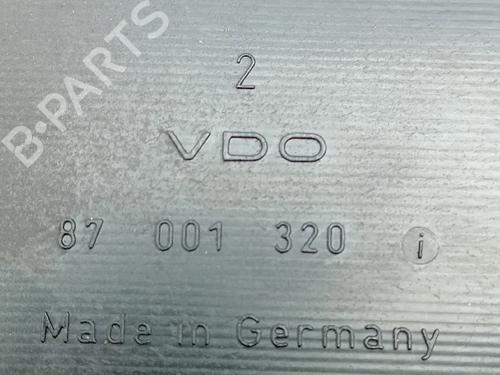 B-PARTS
2
VDO
87 001 320 i
Made in Germany